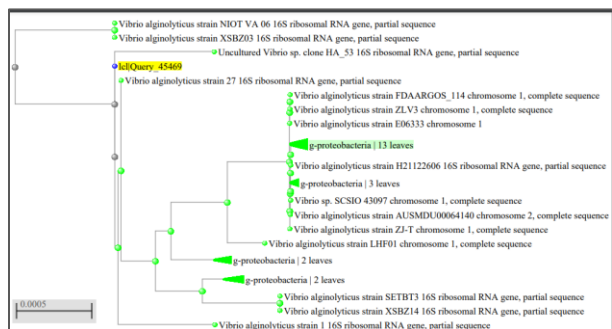 Vibrio alginolyticus strain NIOT VA 06 16S ribosomal RNA gene, partial sequence
Vibrio alginolyticus strain XSBZ03 16S ribosomal RNA gene, partial sequence
Uncultured Vibrio sp. clone HA_53 16S ribosomal RNA gene, partial sequence
lcl|Query_45469
Vibrio alginolyticus strain 27 16S ribosomal RNA gene, partial sequence
Vibrio alginolyticus strain FDAARGOS_114 chromosome 1, complete sequence
Vibrio alginolyticus strain ZLV3 chromosome 1, complete sequence
Vibrio alginolyticus strain E06333 chromosome 1
g-proteobacteria | 13 leaves
Vibrio alginolyticus strain H21122606 16S ribosomal RNA gene, partial sequence
g-proteobacteria | 3 leaves
Vibrio sp. SCSIO 43097 chromosome 1, complete sequence
Vibrio alginolyticus strain AUSMDU00064140 chromosome 2, complete sequence
Vibrio alginolyticus strain ZJ-T chromosome 1, complete sequence
Vibrio alginolyticus strain LHF01 chromosome 1, complete sequence
g-proteobacteria | 2 leaves
g-proteobacteria | 2 leaves
Vibrio alginolyticus strain SETBT3 16S ribosomal RNA gene, partial sequence
Vibrio alginolyticus strain XSBZ14 16S ribosomal RNA gene, partial sequence
0.0005
Vibrio alginolyticus strain 1 16S ribosomal RNA gene, partial sequence